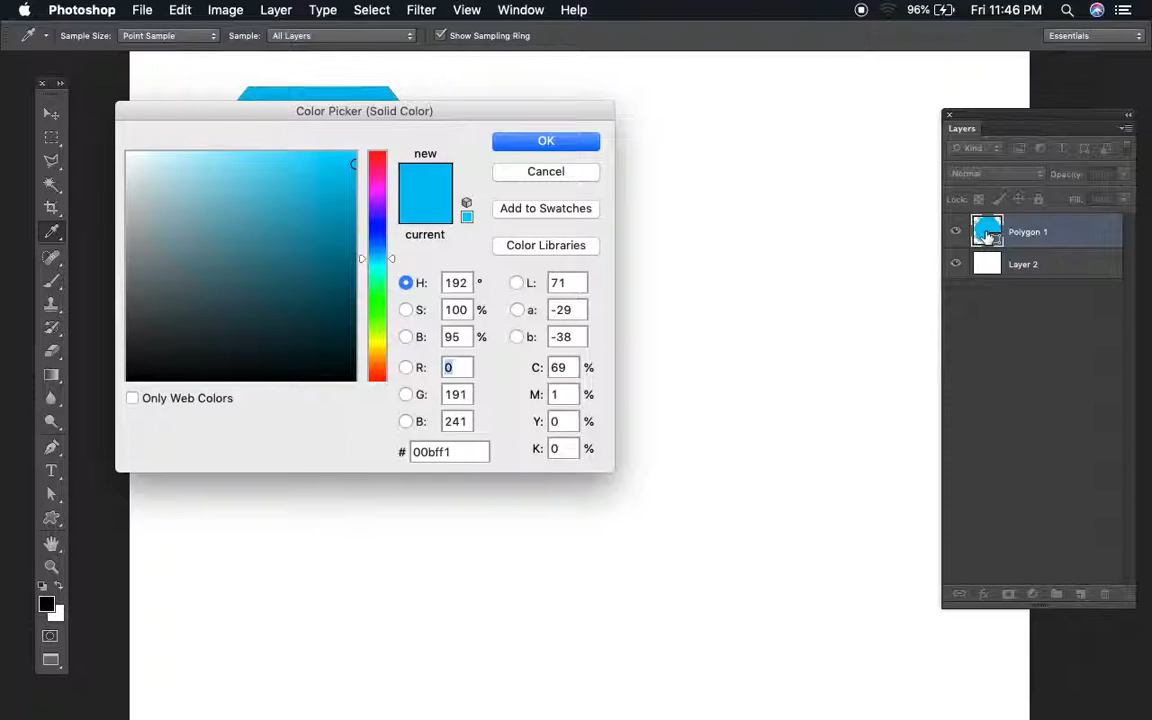 Photoshop File Edit Image Layer Type Select Filter View Window Help 96% Fri 11:46 PM
Sample Size: Point Sample Sample: All Layers Show Sampling Ring Essentials
Color Picker (Solid Color)
new
current
OK
Cancel
Add to Swatches
Color Libraries
H: 192 ° L: 71
S: 100 % a: -29
B: 95 % b: -38
R: 0 C: 69 %
G: 191 M: 1 %
B: 241 Y: 0 %
# 00bff1 K: 0 %
Only Web Colors
Layers
Kind
Normal Opacity:
Lock: Fill:
Polygon 1
Layer 2